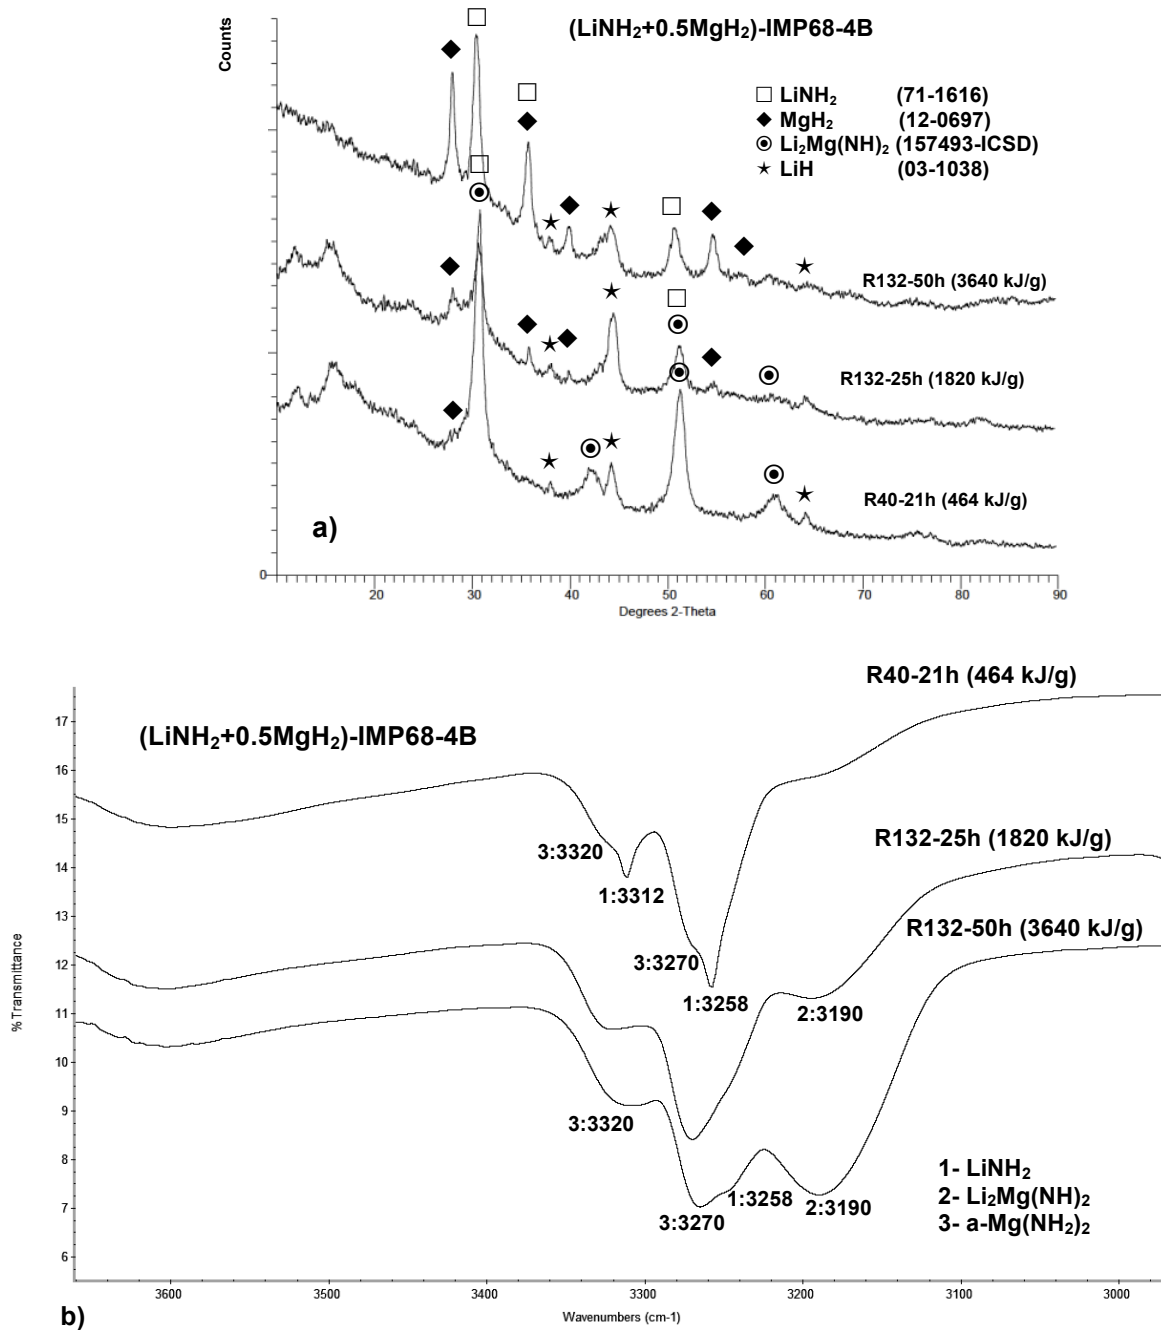 (LiNH₂+0.5MgH₂)-IMP68-4B
Counts
□ LiNH₂ (71-1616)
◆ MgH₂ (12-0697)
◉ Li₂Mg(NH)₂ (157493-ICSD)
★ LiH (03-1038)
R132-50h (3640 kJ/g)
R132-25h (1820 kJ/g)
R40-21h (464 kJ/g)
a)
0
20 30 40 50 60 70 80 90
Degrees 2-Theta
R40-21h (464 kJ/g)
(LiNH₂+0.5MgH₂)-IMP68-4B
R132-25h (1820 kJ/g)
R132-50h (3640 kJ/g)
17
16
15
14
13
12
11
10
9
8
7
6
% Transmittance
3:3320
1:3312
3:3270
1:3258
2:3190
3:3320
3:3270
1:3258
2:3190
1- LiNH₂
2- Li₂Mg(NH)₂
3- a-Mg(NH₂)₂
3600 3500 3400 3300 3200 3100 3000
Wavenumbers (cm-1)
b)